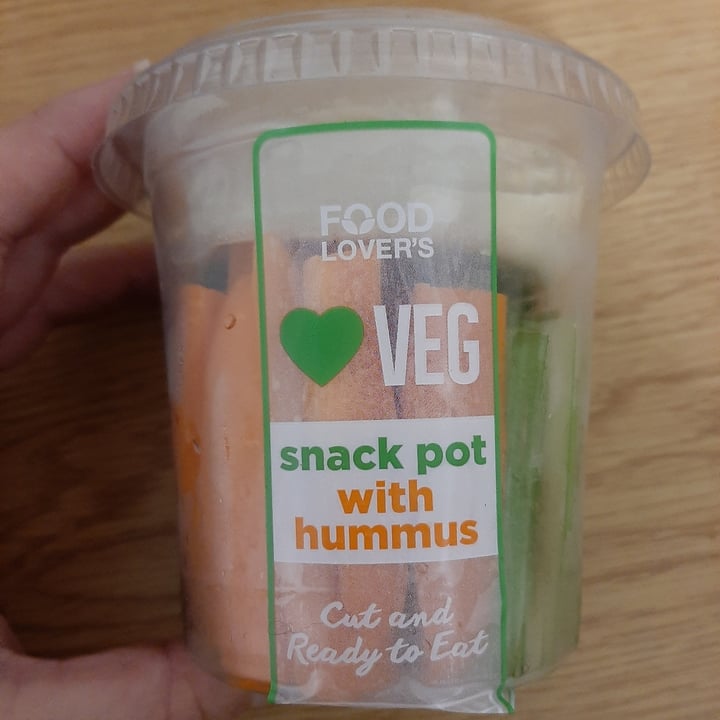 FOOD
LOVER'S
VEG
snack pot
with
hummus
Cut and
Ready to Eat